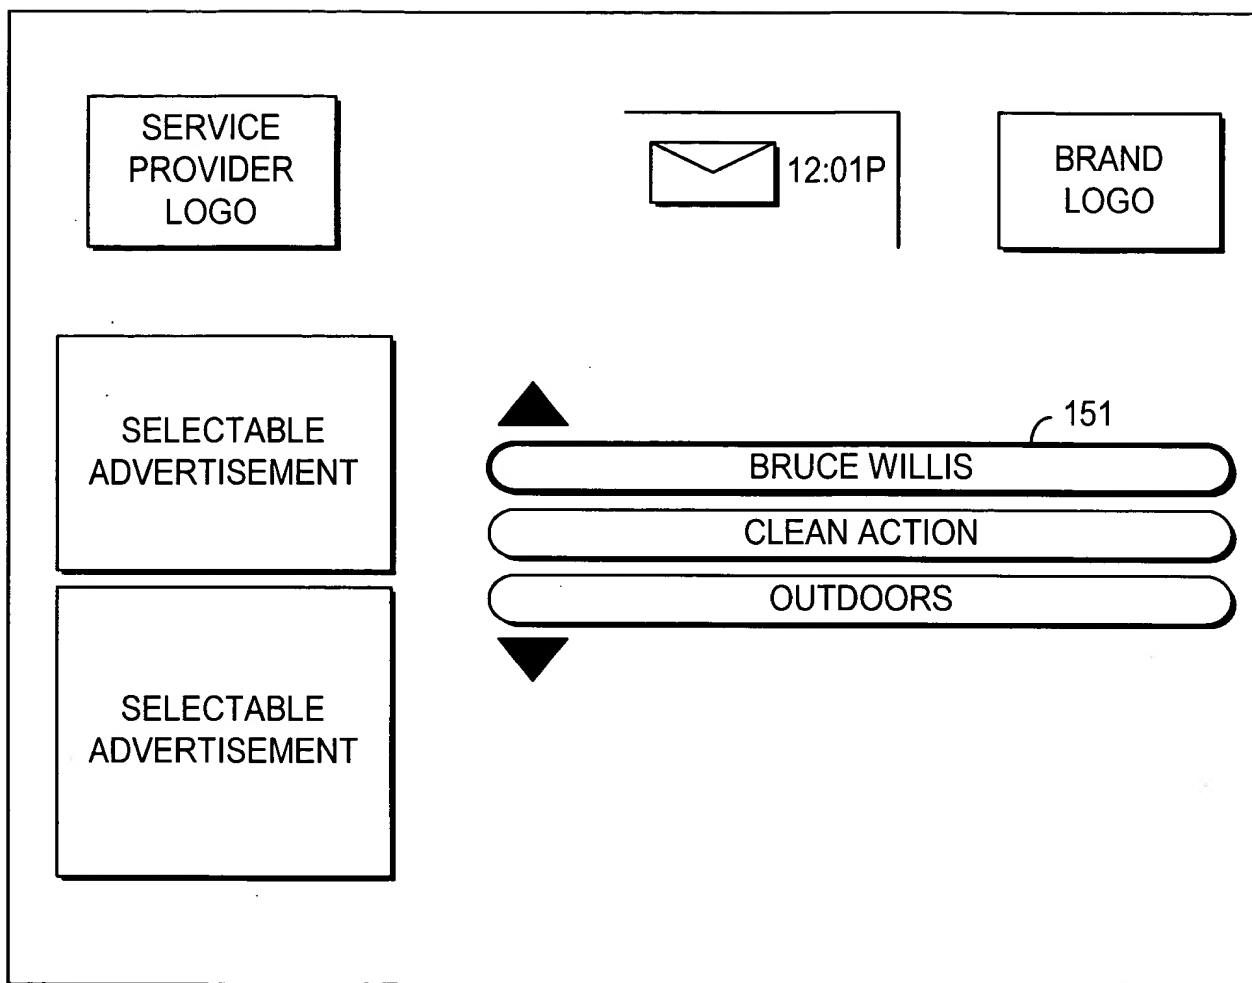 SERVICE
PROVIDER
LOGO
12:01P
BRAND
LOGO
SELECTABLE
ADVERTISEMENT
151
BRUCE WILLIS
CLEAN ACTION
OUTDOORS
SELECTABLE
ADVERTISEMENT